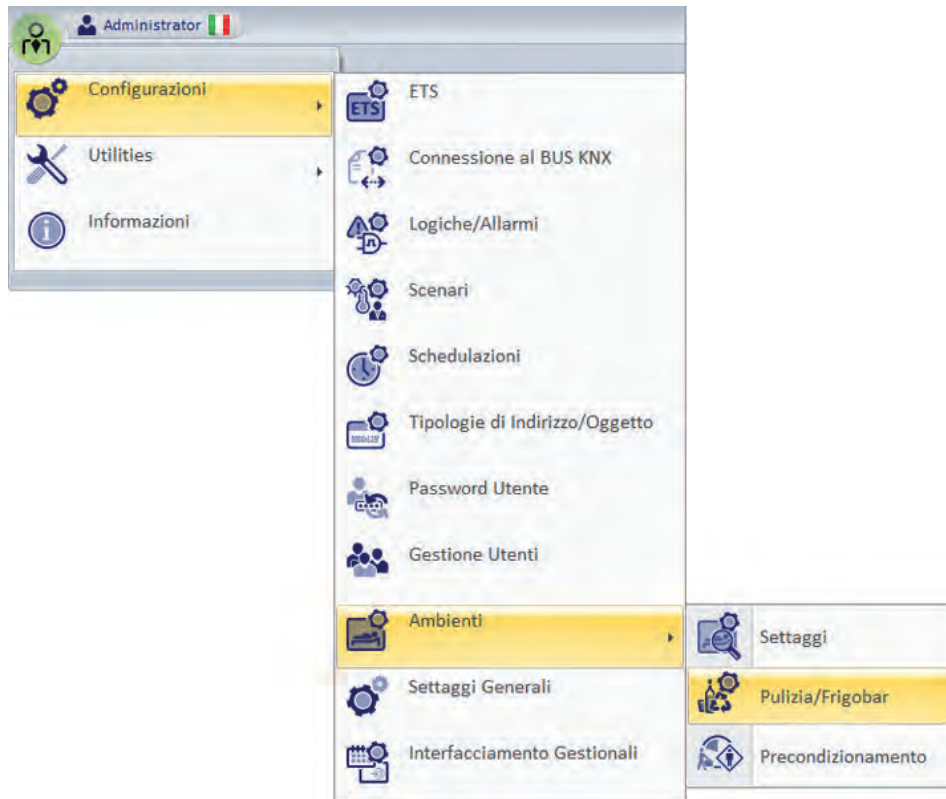 Administrator
Configurazioni
Utilities
Informazioni
ETS
ETS
Connessione al BUS KNX
Logiche/Allarmi
Scenari
Schedulazioni
Tipologie di Indirizzo/Oggetto
Password Utente
Gestione Utenti
Ambienti
Settaggi Generali
Interfacciamento Gestionali
Settaggi
Pulizia/Frigobar
Precondizionamento